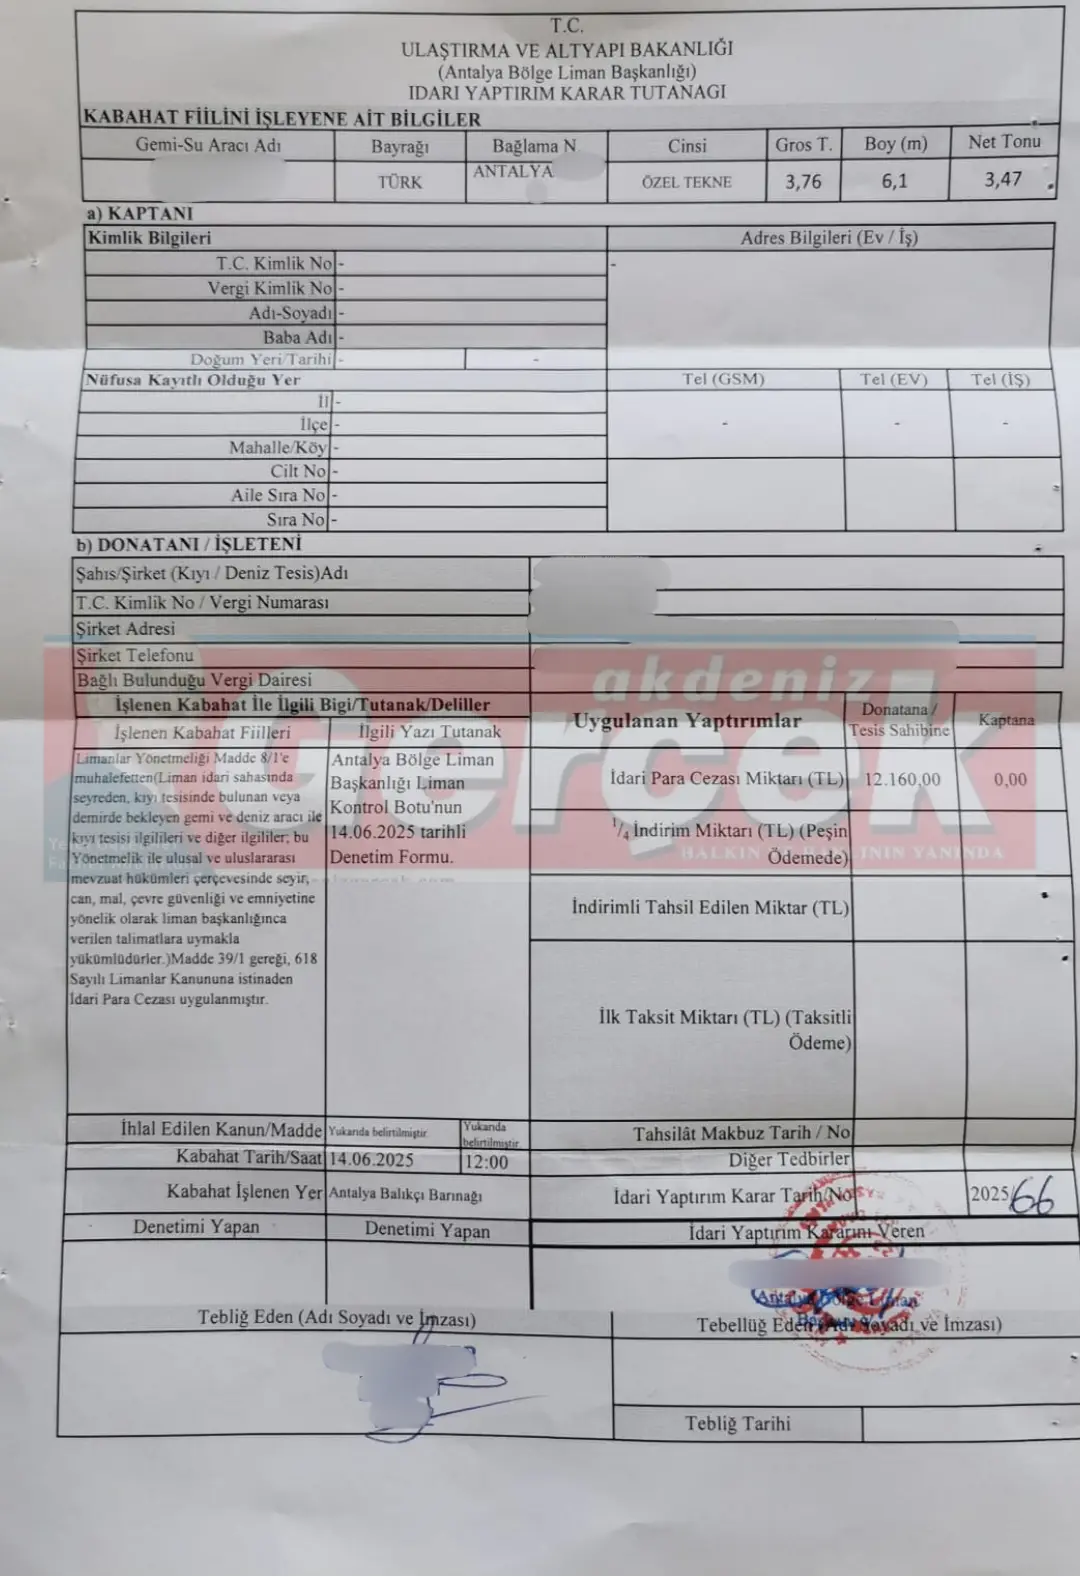 T.C.
ULAŞTIRMA VE ALTYAPI BAKANLIĞI
(Antalya Bölge Liman Başkanlığı)
IDARI YAPTIRIM KARAR TUTANAGI
KABAHAT FİİLİNİ İŞLEYENE AİT BİLGİLER
Gemi-Su Aracı Adı Bayrağı Bağlama N Cinsi Gros T. Boy (m) Net Tonu
TÜRK ANTALYA ÖZEL TEKNE 3,76 6,1 3,47
a) KAPTANI
Kimlik Bilgileri Adres Bilgileri (Ev / İş)
T.C. Kimlik No - -
Vergi Kimlik No -
Adı-Soyadı -
Baba Adı -
Doğum Yeri/Tarihi - -
Nüfusa Kayıtlı Olduğu Yer Tel (GSM) Tel (EV) Tel (İŞ)
İl -
İlçe - - - -
Mahalle/Köy -
Cilt No -
Aile Sıra No -
Sıra No -
b) DONATANI / İŞLETENİ
Şahıs/Şirket (Kıyı / Deniz Tesis)Adı
T.C. Kimlik No / Vergi Numarası
Şirket Adresi
Şirket Telefonu
Bağlı Bulunduğu Vergi Dairesi
akdeniz
Gerçek
HALKIN YANINDA
İşlenen Kabahat İle İlgili Bigi/Tutanak/Deliller
İşlenen Kabahat Fiilleri İlgili Yazı Tutanak
Uygulanan Yaptırımlar
Donatana /
Tesis Sahibine
Kaptana
Limanlar Yönetmeliği Madde 8/1'e
muhalefetten(Liman idari sahasında
seyreden, kıyı tesisinde bulunan veya
demirde bekleyen gemi ve deniz aracı ile
kıyı tesisi ilgilileri ve diğer ilgililer; bu
Yönetmelik ile ulusal ve uluslararası
mevzuat hükümleri çerçevesinde seyir,
can, mal, çevre güvenliği ve emniyetine
yönelik olarak liman başkanlığınca
verilen talimatlara uymakla
yükümlüdürler.)Madde 39/1 gereği, 618
Sayılı Limanlar Kanununa istinaden
İdari Para Cezası uygulanmıştır.
Antalya Bölge Liman
Başkanlığı Liman
Kontrol Botu'nun
14.06.2025 tarihli
Denetim Formu.
İdari Para Cezası Miktarı (TL) 12.160,00 0,00
1/4 İndirim Miktarı (TL) (Peşin
Ödemede)
İndirimli Tahsil Edilen Miktar (TL)
İlk Taksit Miktarı (TL) (Taksitli
Ödeme)
İhlal Edilen Kanun/Madde Yukarıda belirtilmiştir Yukarıda
belirtilmiştir.
Tahsilât Makbuz Tarih / No
Kabahat Tarih/Saat 14.06.2025 12:00 Diğer Tedbirler
Kabahat İşlenen Yer Antalya Balıkçı Barınağı İdari Yaptırım Karar Tarih/No 2025/66
Denetimi Yapan Denetimi Yapan İdari Yaptırım Kararını Veren
Antalya Bölge Liman
Tebliğ Eden (Adı Soyadı ve İmzası) Tebellüğ Eden (Adı Soyadı ve İmzası)
Tebliğ Tarihi